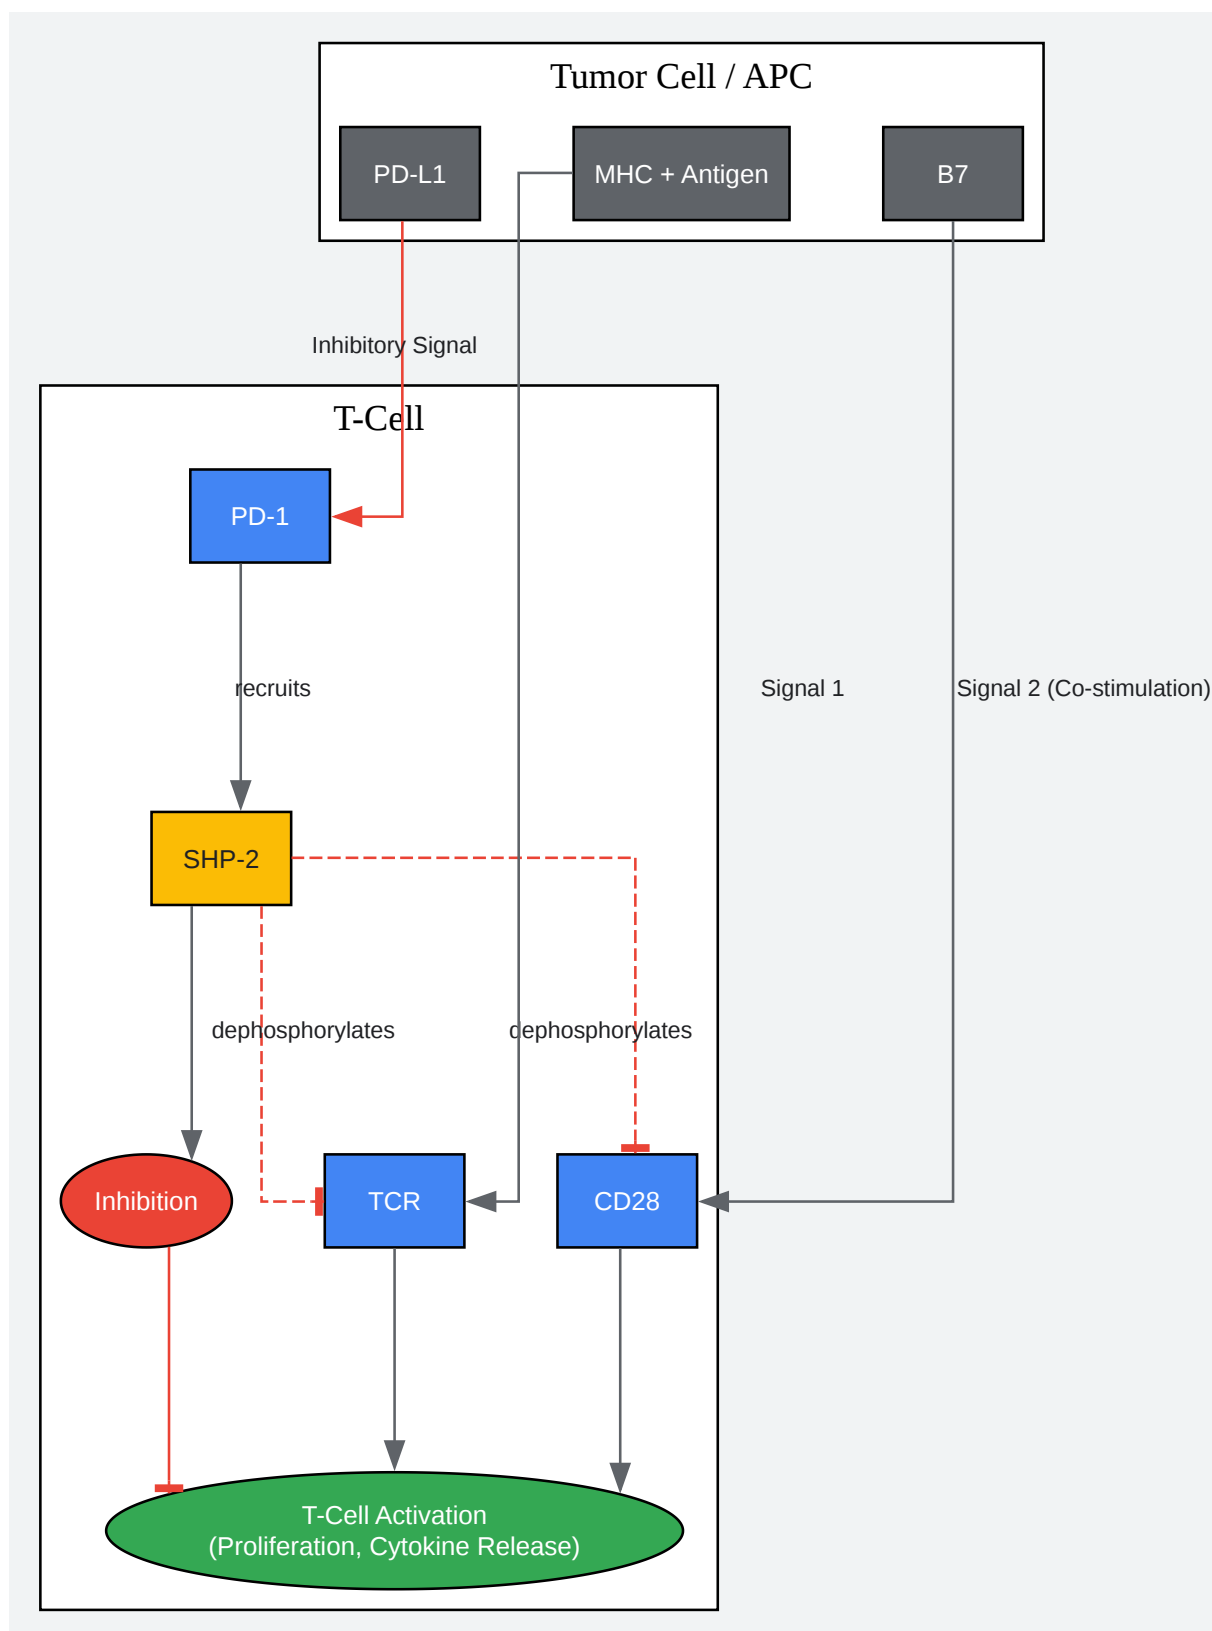 Tumor Cell / APC
PD-L1
MHC + Antigen
B7
Inhibitory Signal
T-Cell
PD-1
recruits
Signal 1
Signal 2 (Co-stimulation)
SHP-2
dephosphorylates
dephosphorylates
Inhibition
TCR
CD28
T-Cell Activation
(Proliferation, Cytokine Release)